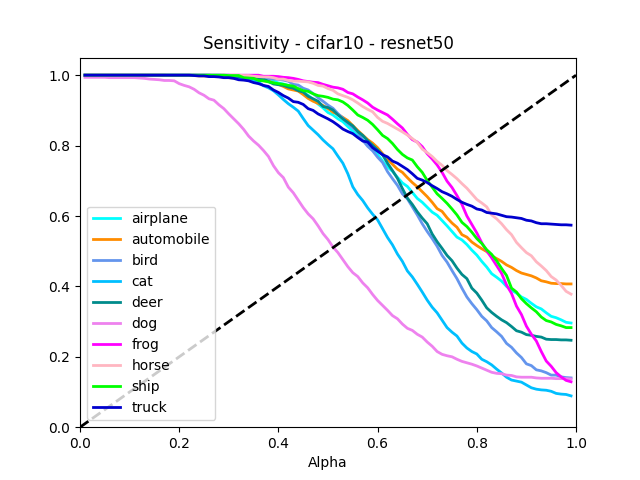 Sensitivity - cifar10 - resnet50
1.0
0.8
0.6
0.4
0.2
0.0
airplane
automobile
bird
cat
deer
dog
frog
horse
ship
truck
0.0 0.2 0.4 0.6 0.8 1.0
Alpha